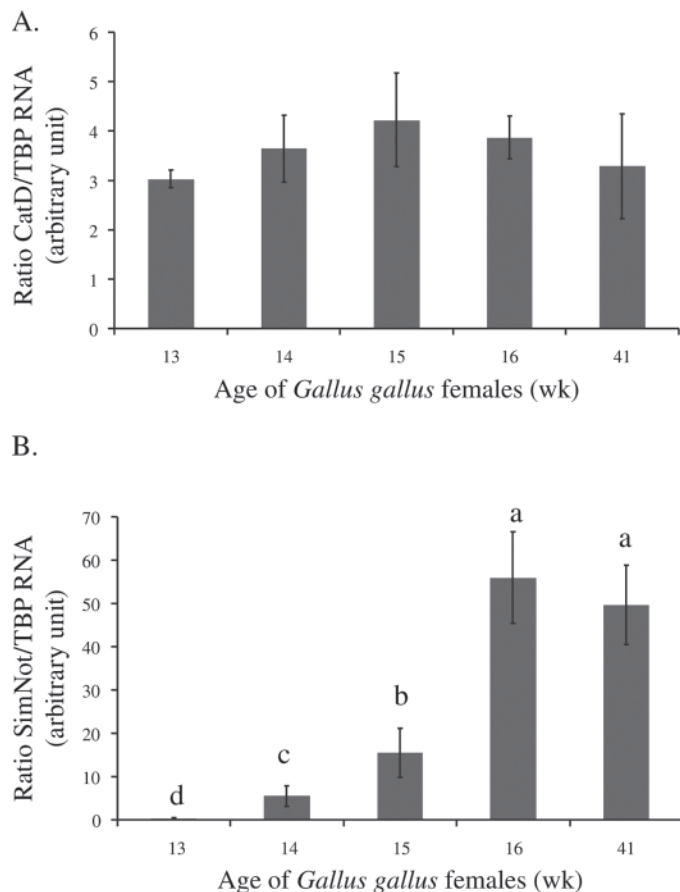 A.
6
5
4
3
2
1
0
Ratio CatD/TBP RNA
(arbitrary unit)
13 14 15 16 41
Age of Gallus gallus females (wk)
B.
70
60
50
40
30
20
10
0
Ratio SimNot/TBP RNA
(arbitrary unit)
d c b a a
13 14 15 16 41
Age of Gallus gallus females (wk)